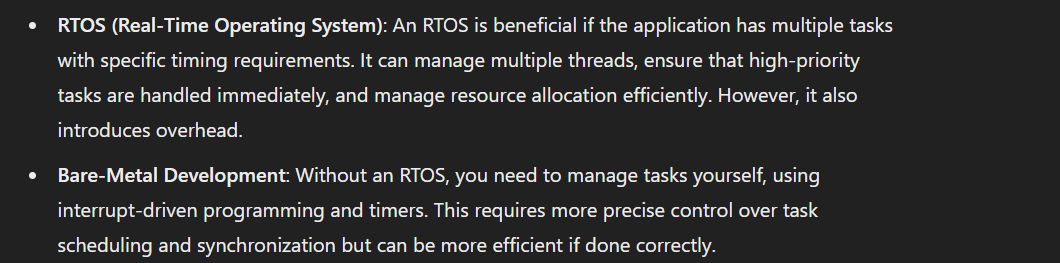 • RTOS (Real-Time Operating System): An RTOS is beneficial if the application has multiple tasks
with specific timing requirements. It can manage multiple threads, ensure that high-priority
tasks are handled immediately, and manage resource allocation efficiently. However, it also
introduces overhead.
• Bare-Metal Development: Without an RTOS, you need to manage tasks yourself, using
interrupt-driven programming and timers. This requires more precise control over task
scheduling and synchronization but can be more efficient if done correctly.